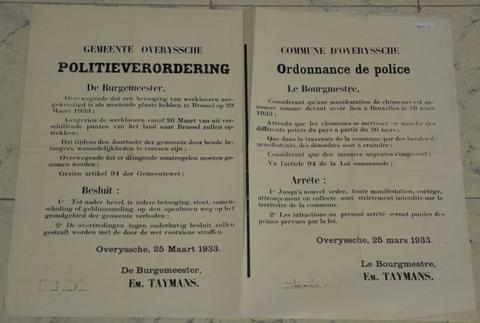 GEMEENTE OVERYSSCHE
POLITIEVERORDERING
De Burgemeester,
Overwegende dat een betooging van werkloozen aan-
gekondigd is als moetende plaats hebben te Brussel op 29
Maart 1933 ;
Aangezien de werkloozen vanaf 26 Maart van uit ver-
schillende punten van het land naar Brussel zullen op-
trekken ;
Dat tijdens den doortocht der gemeente door bende be-
toogers, wanordelijkheden te vreezen zijn ;
Overwegende dat er dringende maatregelen moeten ge-
nomen worden ;
Gezien artikel 94 der Gemeentewet ;
Besluit :
1° Tot nader bevel, is iedere betooging, stoet, samen-
scholing of geldinzameling op den openbaren weg op het
grondgebied der gemeente verboden ;
2° De overtredingen tegen onderhavig besluit zullen
gestraft worden met de door de wet voorziene straffen.
Overyssche, 25 Maart 1933.
De Burgemeester,
EM. TAYMANS.
COMMUNE D'OVERYSSCHE
Ordonnance de police
Le Bourgmestre,
Considérant qu'une manifestation de chômeurs est an-
noncée comme devant avoir lieu à Bruxelles le 29 mars
1933 ;
Attendu que les chômeurs se mettront en marche des
différents points du pays à partir du 26 mars ;
Que dans la traversée de la commune par des bandes de
manifestants, des désordres sont à craindre ;
Considérant que des mesures urgentes s'imposent ;
Vu l'article 94 de la Loi communale ;
Arrête :
1° Jusqu'à nouvel ordre, toute manifestation, cortège,
attroupement ou collecte sont strictement interdits sur le
territoire de la commune.
2° Les infractions au présent arrêté seront punies des
peines prévues par la loi.
Overyssche, 25 mars 1933.
Le Bourgmestre,
EM. TAYMANS.